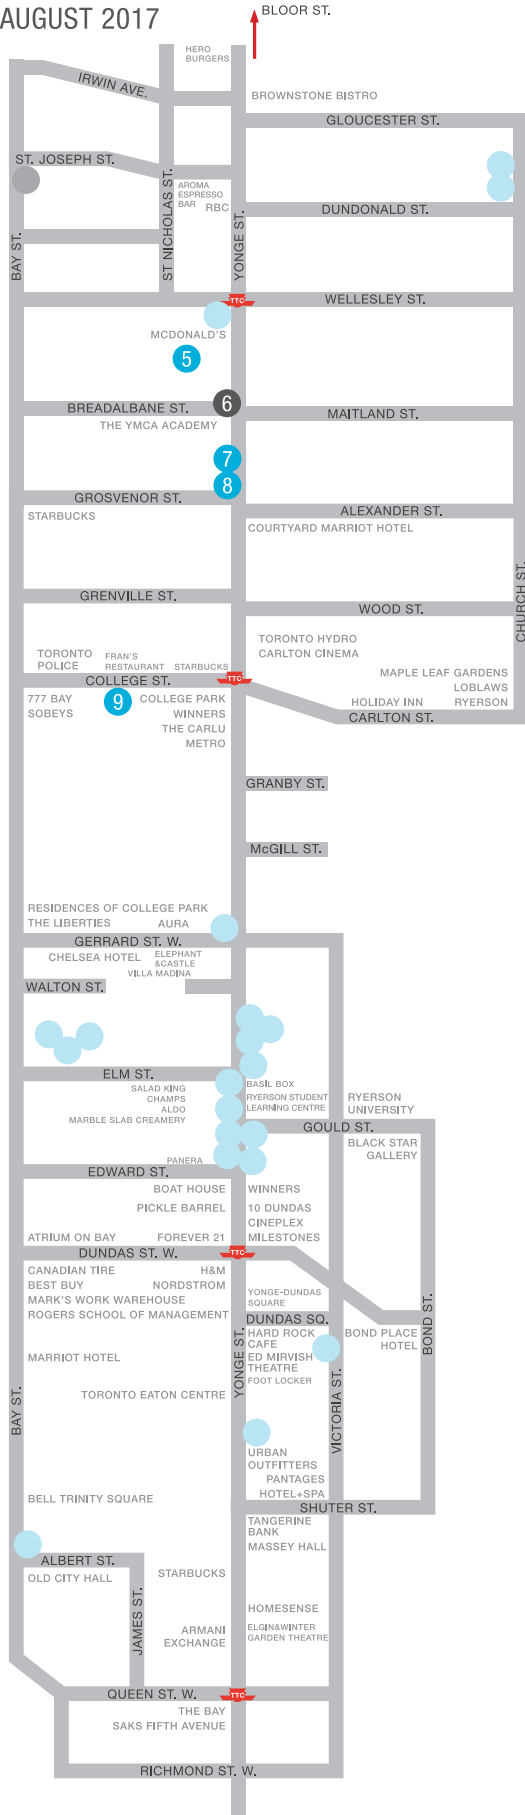 AUGUST 2017
BLOOR ST.
HERO
BURGERS
IRWIN AVE.
BROWNSTONE BISTRO
GLOUCESTER ST.
ST. JOSEPH ST.
AROMA
ESPRESSO
BAR
RBC
DUNDONALD ST.
BAY ST.
ST NICHOLAS ST.
YONGE ST.
TTC
WELLESLEY ST.
MCDONALD'S
5
6
BREADALBANE ST.
MAITLAND ST.
THE YMCA ACADEMY
7
8
GROSVENOR ST.
ALEXANDER ST.
STARBUCKS
COURTYARD MARRIOT HOTEL
GRENVILLE ST.
WOOD ST.
CHURCH ST.
TORONTO HYDRO
CARLTON CINEMA
TORONTO
POLICE
FRAN'S
RESTAURANT
STARBUCKS
TTC
COLLEGE ST.
MAPLE LEAF GARDENS
LOBLAWS
HOLIDAY INN
RYERSON
CARLTON ST.
777 BAY
SOBEYS
9
COLLEGE PARK
WINNERS
THE CARLU
METRO
GRANBY ST.
McGILL ST.
RESIDENCES OF COLLEGE PARK
THE LIBERTIES
AURA
GERRARD ST. W.
CHELSEA HOTEL
ELEPHANT
&CASTLE
VILLA MADINA
WALTON ST.
ELM ST.
SALAD KING
CHAMPS
ALDO
MARBLE SLAB CREAMERY
BASIL BOX
RYERSON STUDENT
LEARNING CENTRE
RYERSON
UNIVERSITY
GOULD ST.
BLACK STAR
GALLERY
PANERA
EDWARD ST.
BOAT HOUSE
WINNERS
PICKLE BARREL
10 DUNDAS
CINEPLEX
ATRIUM ON BAY
FOREVER 21
MILESTONES
DUNDAS ST. W.
TTC
CANADIAN TIRE
H&M
BEST BUY
NORDSTROM
MARK'S WORK WAREHOUSE
ROGERS SCHOOL OF MANAGEMENT
YONGE-DUNDAS
SQUARE
DUNDAS SQ.
HARD ROCK
CAFE
ED MIRVISH
THEATRE
FOOT LOCKER
BOND PLACE
HOTEL
BOND ST.
MARRIOT HOTEL
YONGE ST.
VICTORIA ST.
BAY ST.
TORONTO EATON CENTRE
URBAN
OUTFITTERS
PANTAGES
HOTEL+SPA
BELL TRINITY SQUARE
SHUTER ST.
TANGERINE
BANK
MASSEY HALL
ALBERT ST.
OLD CITY HALL
STARBUCKS
JAMES ST.
HOMESENSE
ARMANI
EXCHANGE
ELGIN&WINTER
GARDEN THEATRE
QUEEN ST. W.
TTC
THE BAY
SAKS FIFTH AVENUE
RICHMOND ST. W.